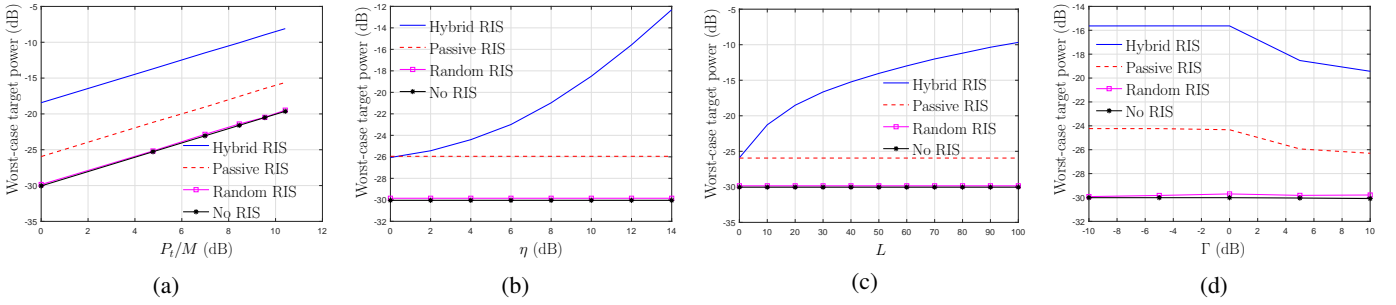 Worst-case target power (dB)
-5
-10
-15
-20
-25
-30
-35
Hybrid RIS
Passive RIS
Random RIS
No RIS
0 2 4 6 8 10 12
P_t/M (dB)
(a)
Worst-case target power (dB)
-12
-14
-16
-18
-20
-22
-24
-26
-28
-30
-32
Hybrid RIS
Passive RIS
Random RIS
No RIS
0 2 4 6 8 10 12 14
η (dB)
(b)
Worst-case target power (dB)
-5
-10
-15
-20
-25
-30
-35
Hybrid RIS
Passive RIS
Random RIS
No RIS
0 10 20 30 40 50 60 70 80 90 100
L
(c)
Worst-case target power (dB)
-14
-16
-18
-20
-22
-24
-26
-28
-30
-32
Hybrid RIS
Passive RIS
Random RIS
No RIS
-10 -8 -6 -4 -2 0 2 4 6 8 10
Γ (dB)
(d)